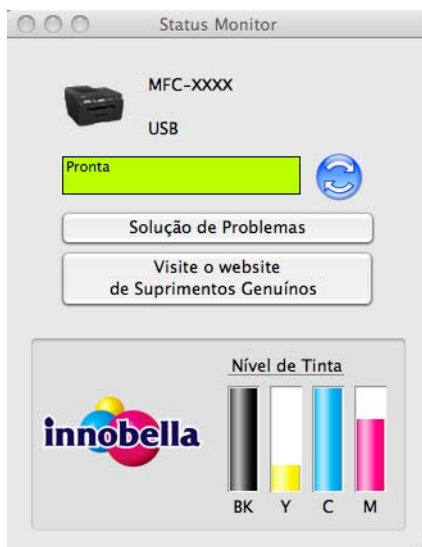 Status Monitor
MFC-XXXX
USB
Pronta
Solução de Problemas
Visite o website
de Suprimentos Genuínos
Nível de Tinta
innobella
BK Y C M